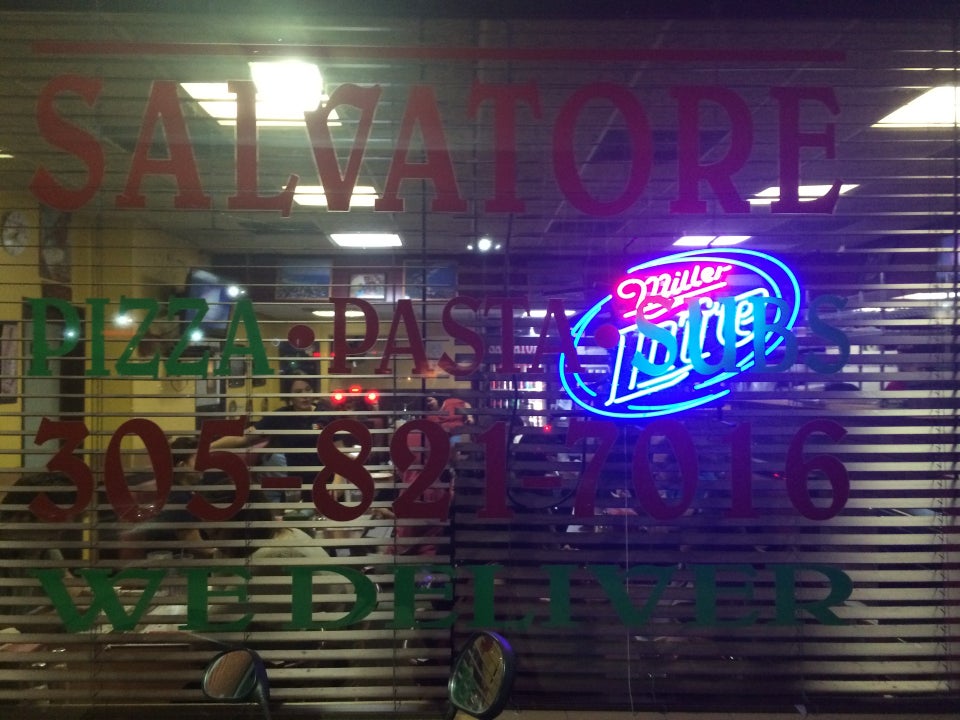 SALVATORE
PIZZA • PASTA • SUBS
Miller
Lite
305-821-7016
WE DELIVER